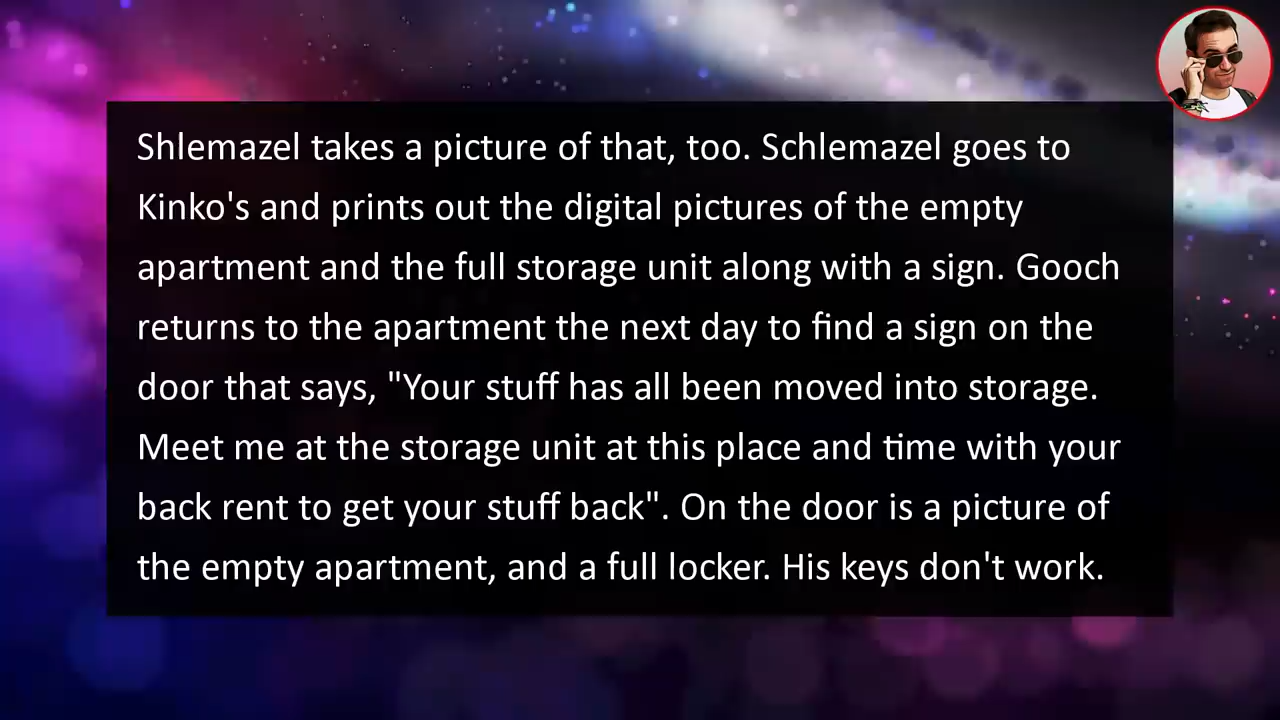 Shlemazel takes a picture of that, too. Schlemazel goes to
Kinko's and prints out the digital pictures of the empty
apartment and the full storage unit along with a sign. Gooch
returns to the apartment the next day to find a sign on the
door that says, "Your stuff has all been moved into storage.
Meet me at the storage unit at this place and time with your
back rent to get your stuff back". On the door is a picture of
the empty apartment, and a full locker. His keys don't work.